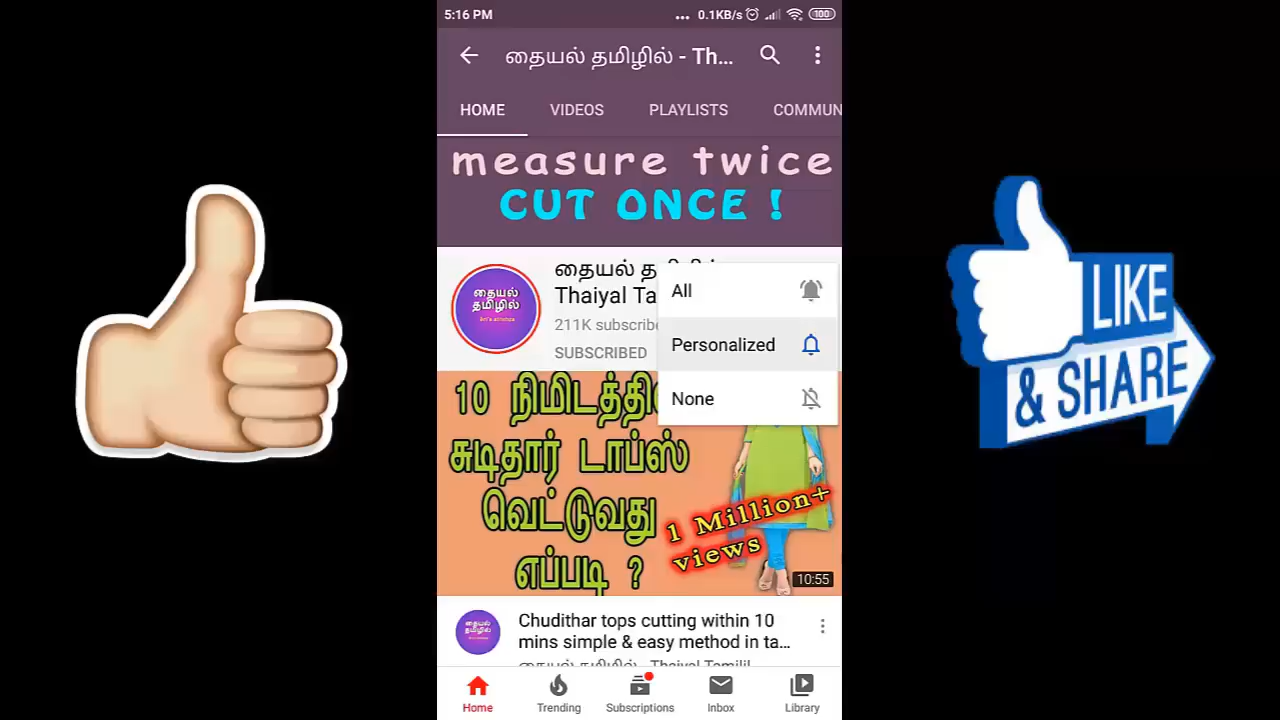 5:16 PM
... 0.1KB/s
100
தையல் தமிழில் - Th...
HOME VIDEOS PLAYLISTS COMMUN
measure twice
CUT ONCE !
தையல்
தமிழில்
Thaiyal Ta
211K subscribe
SUBSCRIBED
All
Personalized
None
10 நிமிடத்தி
சுடிதார் டாப்ஸ்
வெட்டுவது
எப்படி ?
1 Million+
views
10:55
தையல்
தமிழில்
Chudithar tops cutting within 10
mins simple & easy method in ta...
தையல் தமிழில் - Thaiyal Tamilil
Home Trending Subscriptions Inbox Library
LIKE
& SHARE